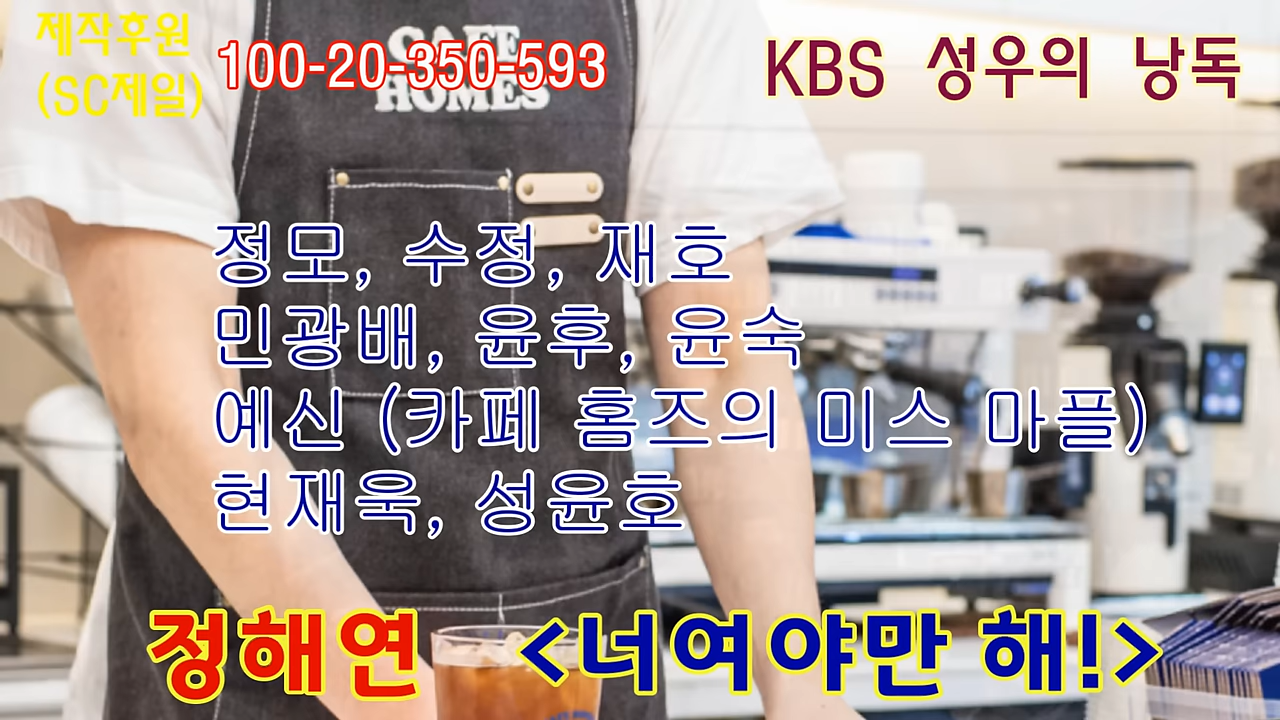 제작후원
(SC제일)
100-20-350-593
KBS 성우의 낭독
CAFE
HOMES
정모, 수정, 재호
민광배, 윤후, 윤숙
예신 (카페 홈즈의 미스 마플)
현재욱, 성윤호
정해연 <너여야만 해!>